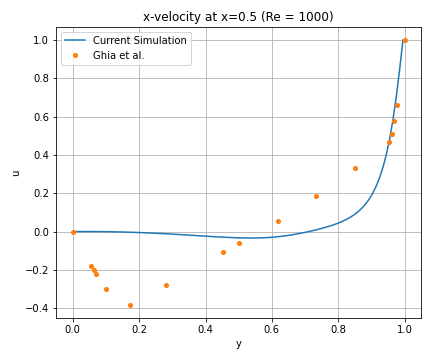 x-velocity at x=0.5 (Re = 1000)
Current Simulation
Ghia et al.
1.0
0.8
0.6
0.4
0.2
0.0
−0.2
−0.4
u
0.0 0.2 0.4 0.6 0.8 1.0
y